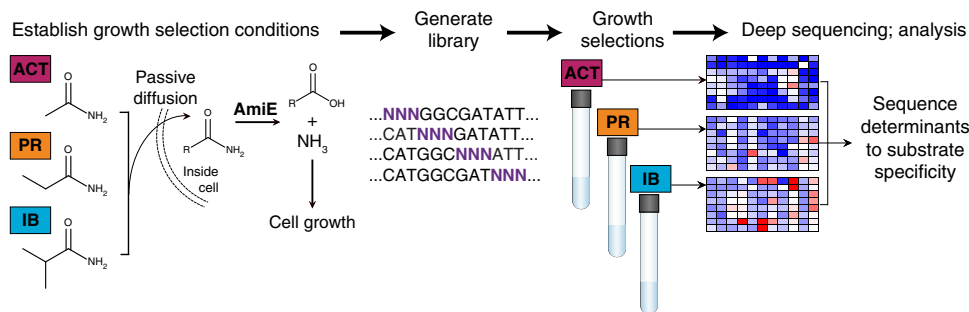 Establish growth selection conditions
Generate
library
Growth
selections
Deep sequencing; analysis
ACT
O
NH2
PR
O
NH2
IB
O
NH2
Passive
diffusion
O
R
NH2
Inside
cell
AmiE
O
R
OH
+
NH3
Cell growth
...NNNGGCGATATT...
...CATNNNGATATT...
...CATGGCNNNATT...
...CATGGCGATNNN...
ACT
PR
IB
Sequence
determinants
to substrate
specificity